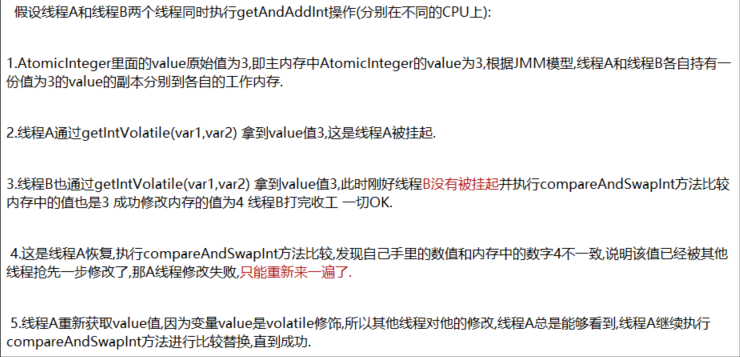 假设线程A和线程B两个线程同时执行getAndAddInt操作(分别在不同的CPU上):
1.AtomicInteger里面的value原始值为3,即主内存中AtomicInteger的value为3,根据JMM模型,线程A和线程B各自持有一
份值为3的value的副本分别到各自的工作内存.
2.线程A通过getIntVolatile(var1,var2) 拿到value值3,这是线程A被挂起.
3.线程B也通过getIntVolatile(var1,var2) 拿到value值3,此时刚好线程B没有被挂起并执行compareAndSwapInt方法比较
内存中的值也是3 成功修改内存的值为4 线程B打完收工 一切OK.
4.这是线程A恢复,执行compareAndSwapInt方法比较,发现自己手里的数值和内存中的数字4不一致,说明该值已经被其他
线程抢先一步修改了,那A线程修改失败,只能重新来一遍了.
5.线程A重新获取value值,因为变量value是volatile修饰,所以其他线程对他的修改,线程A总是能够看到,线程A继续执行
compareAndSwapInt方法进行比较替换,直到成功.